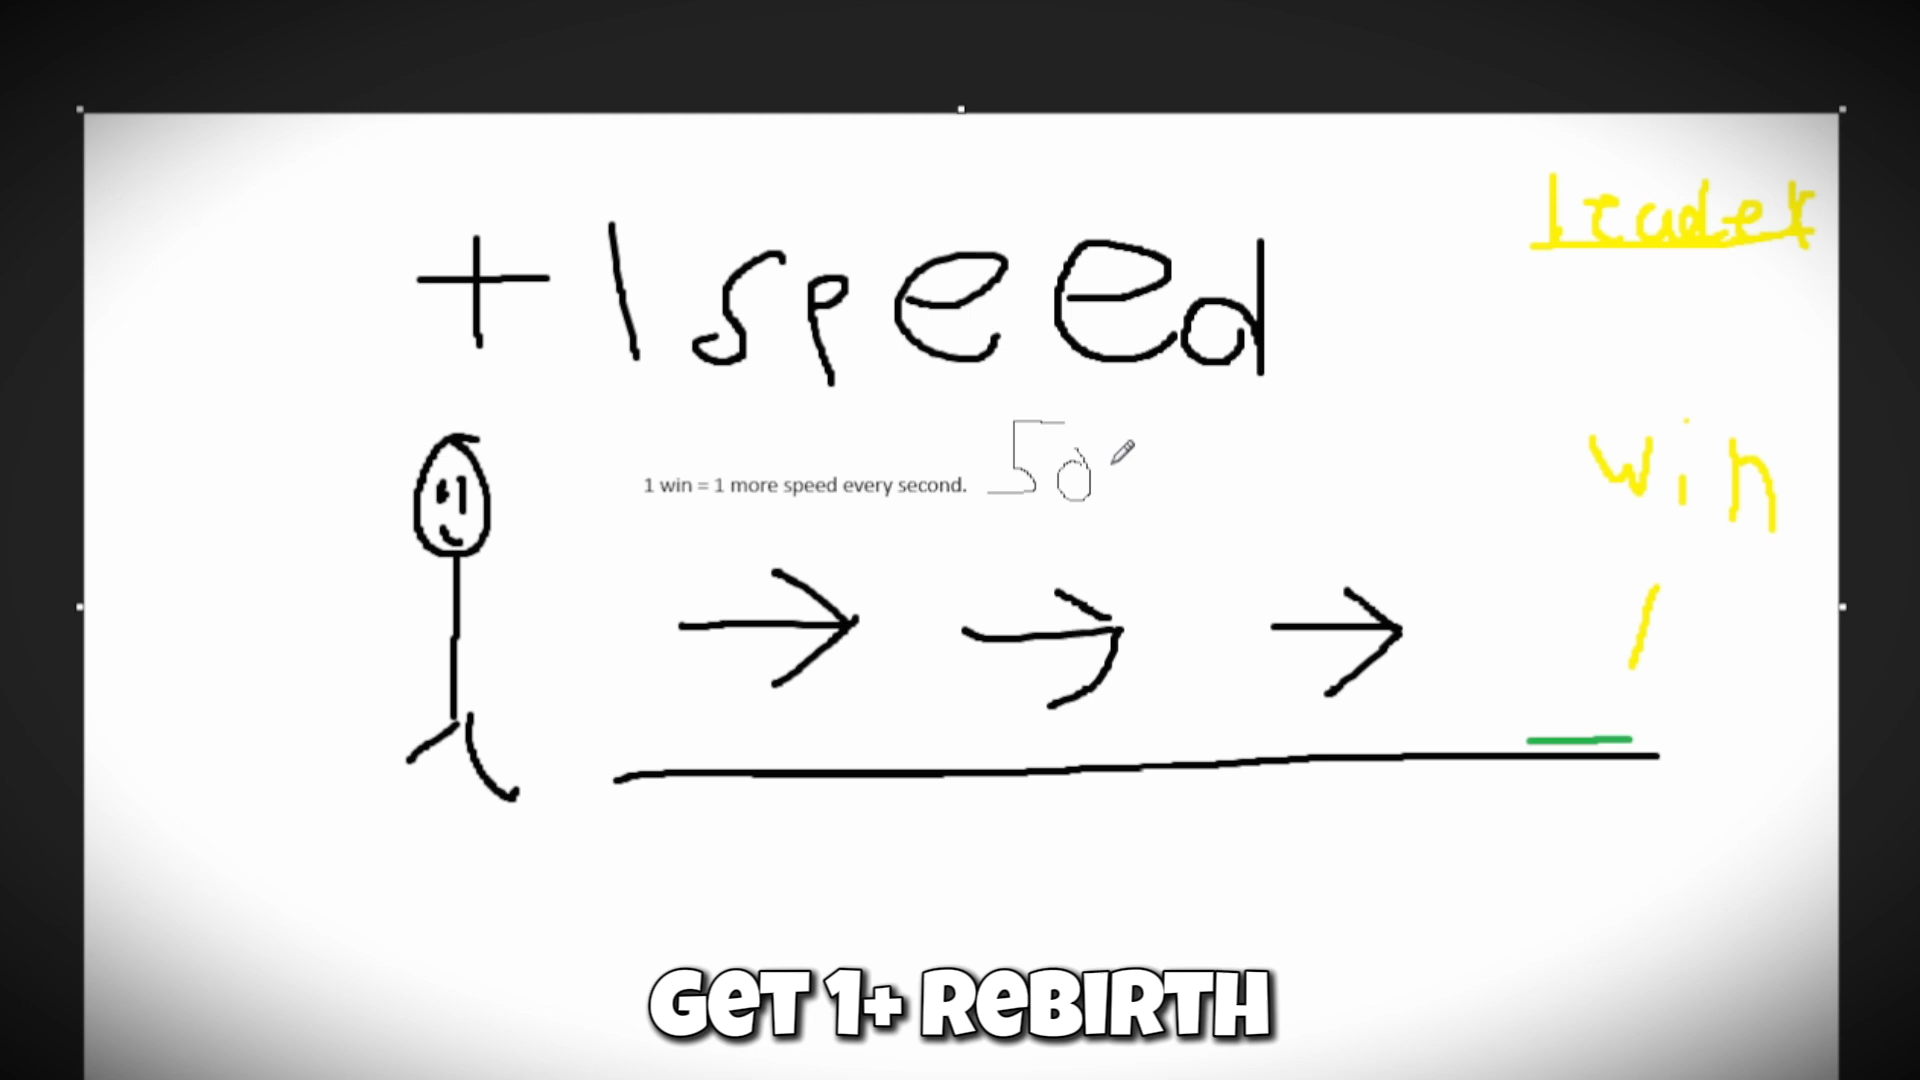 +1 speed
leader
1 win = 1 more speed every second.
50
win
1
GET 1+ REBIRTH